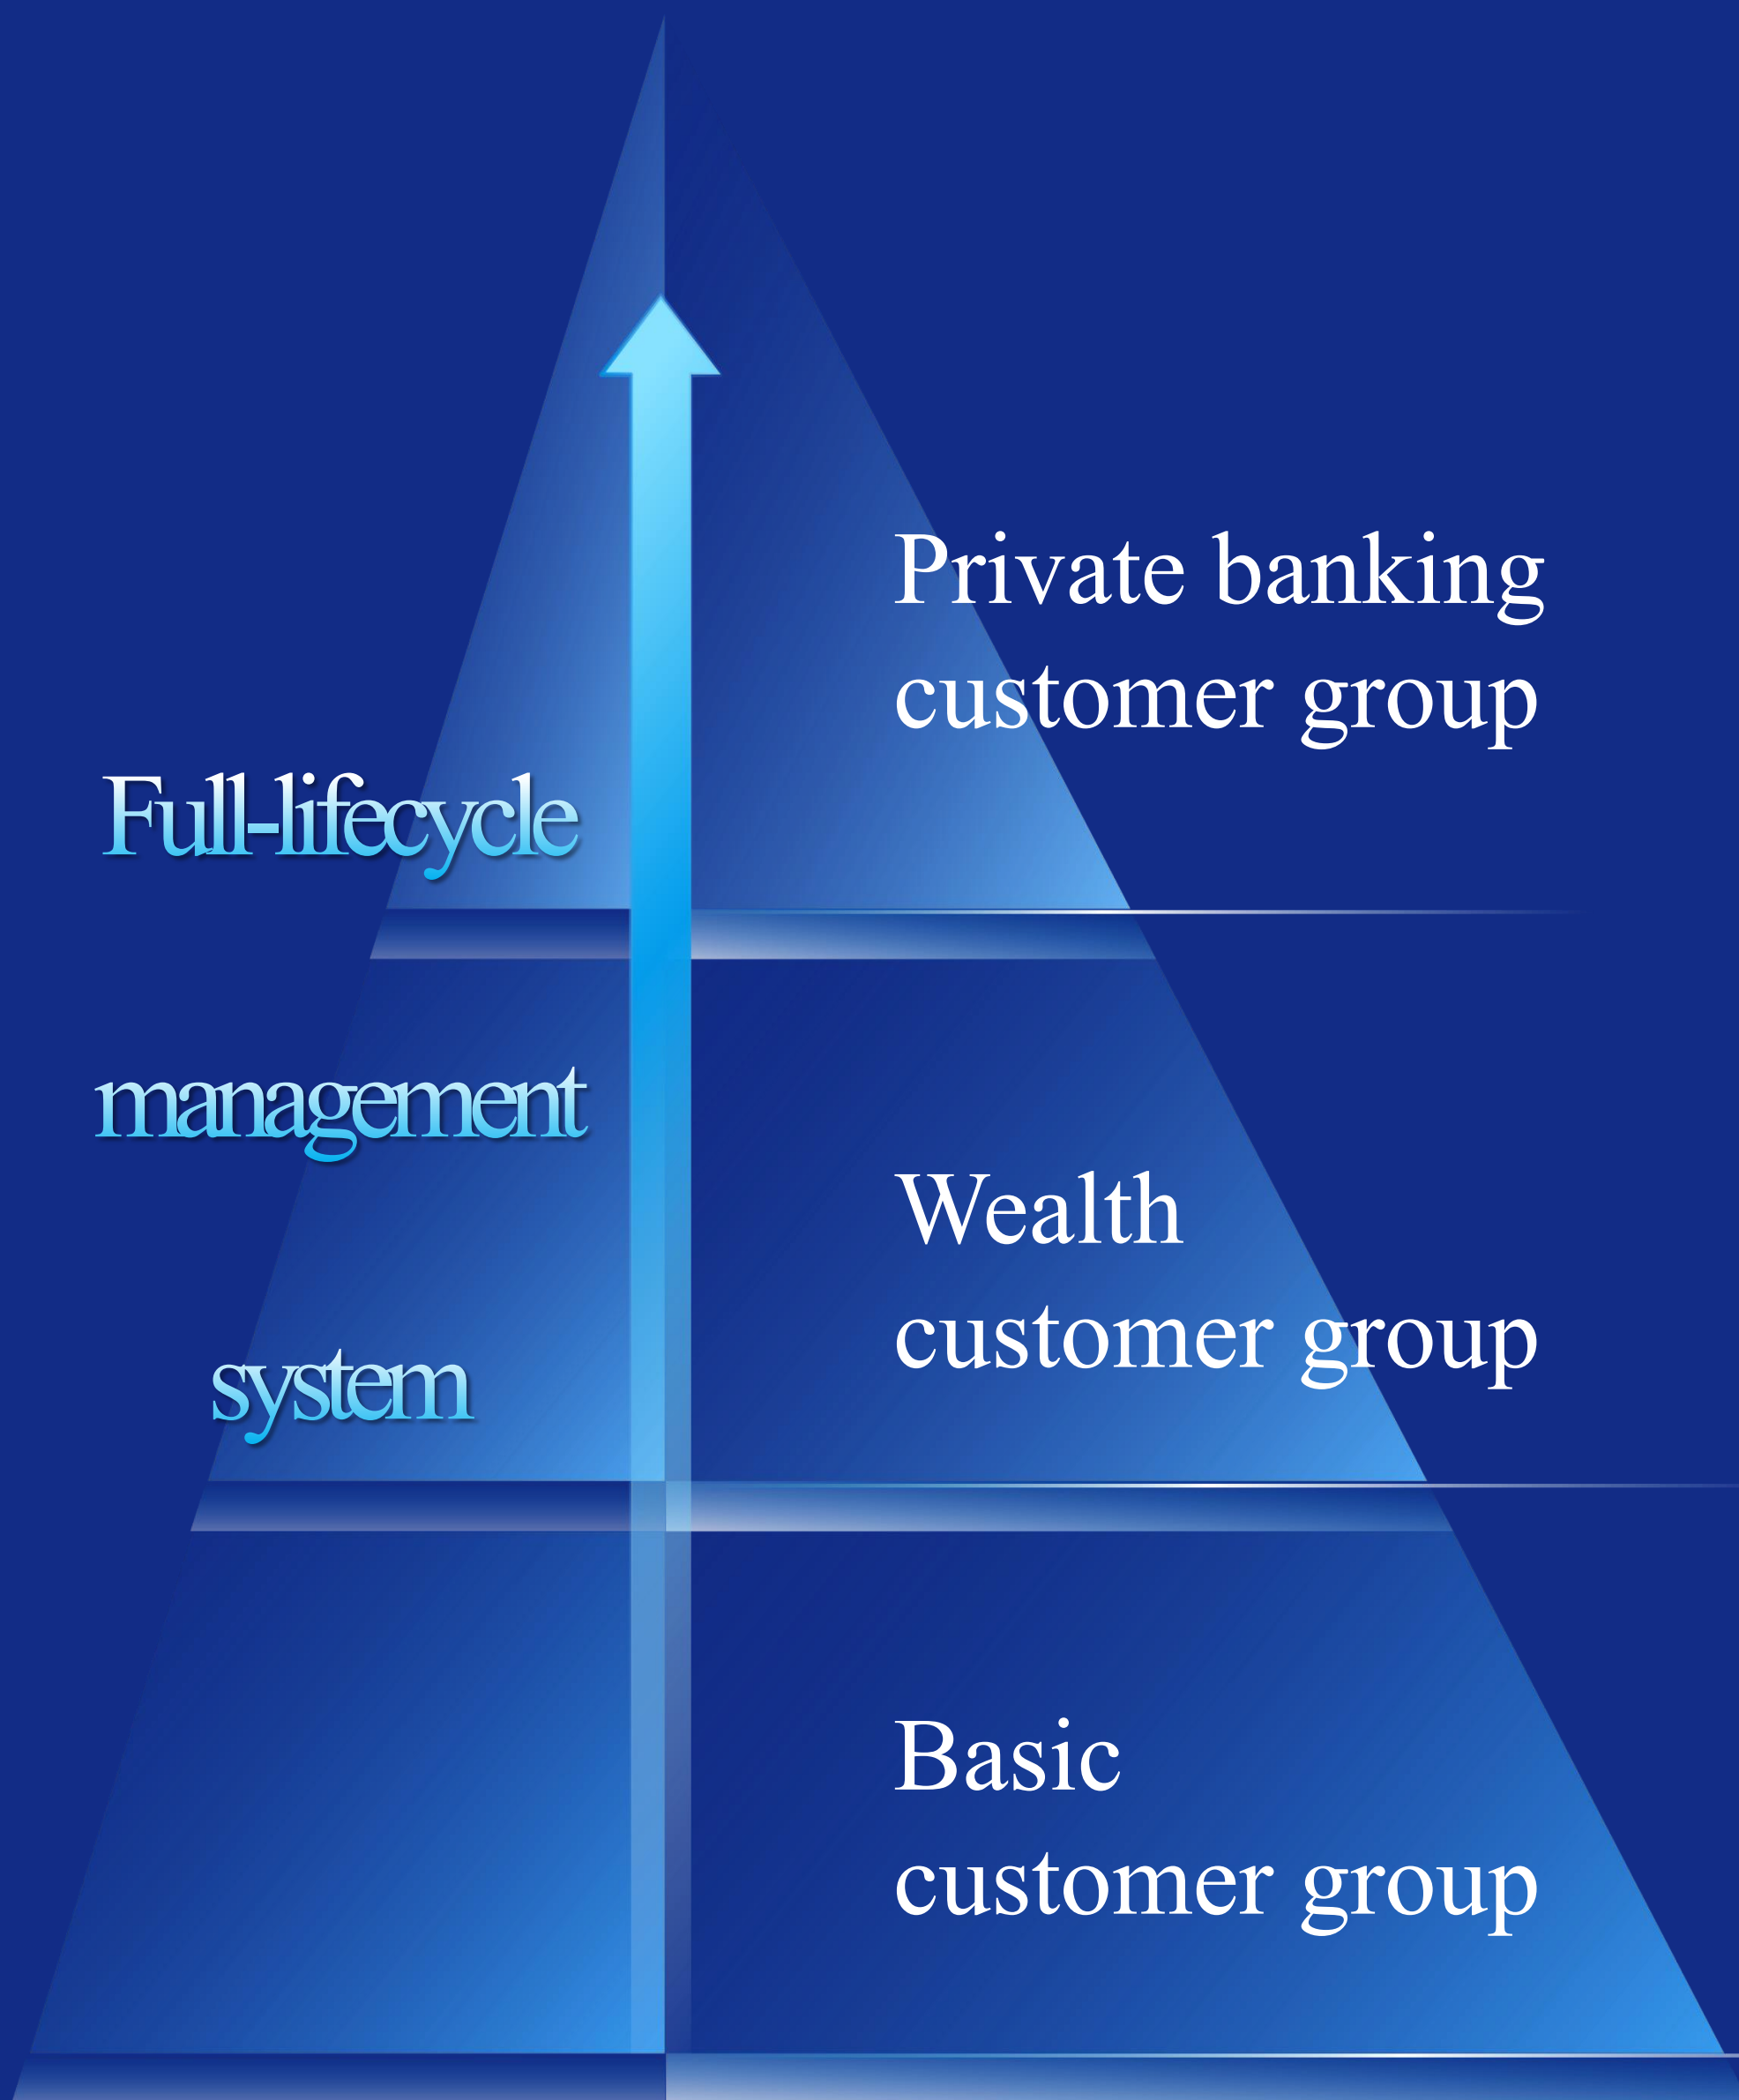 Private banking
customer group
Full-lifecycle
management
system
Wealth
customer group
Basic
customer group